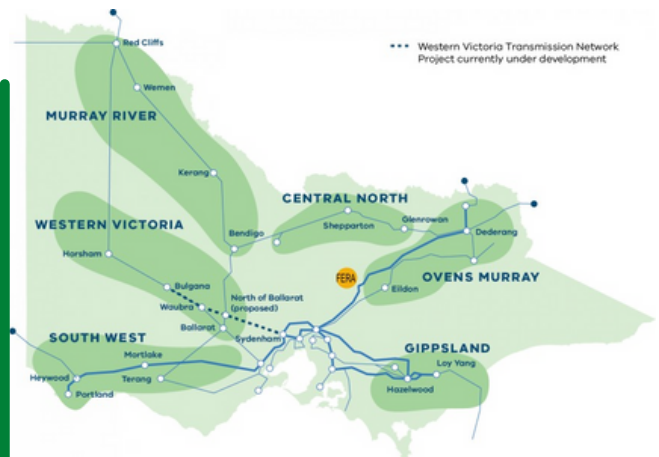 Red Cliffs
Western Victoria Transmission Network
Project currently under development
Wemen
MURRAY RIVER
Kerang
CENTRAL NORTH
Shepparton
Glenrowan
WESTERN VICTORIA
Bendigo
Dederang
Horsham
OVENS MURRAY
FERA
Eildon
Bulgana
North of Ballarat
(proposed)
Waubra
Ballarat
Sydenham
SOUTH WEST
GIPPSLAND
Mortlake
Loy Yang
Heywood
Terang
Hazelwood
Portland